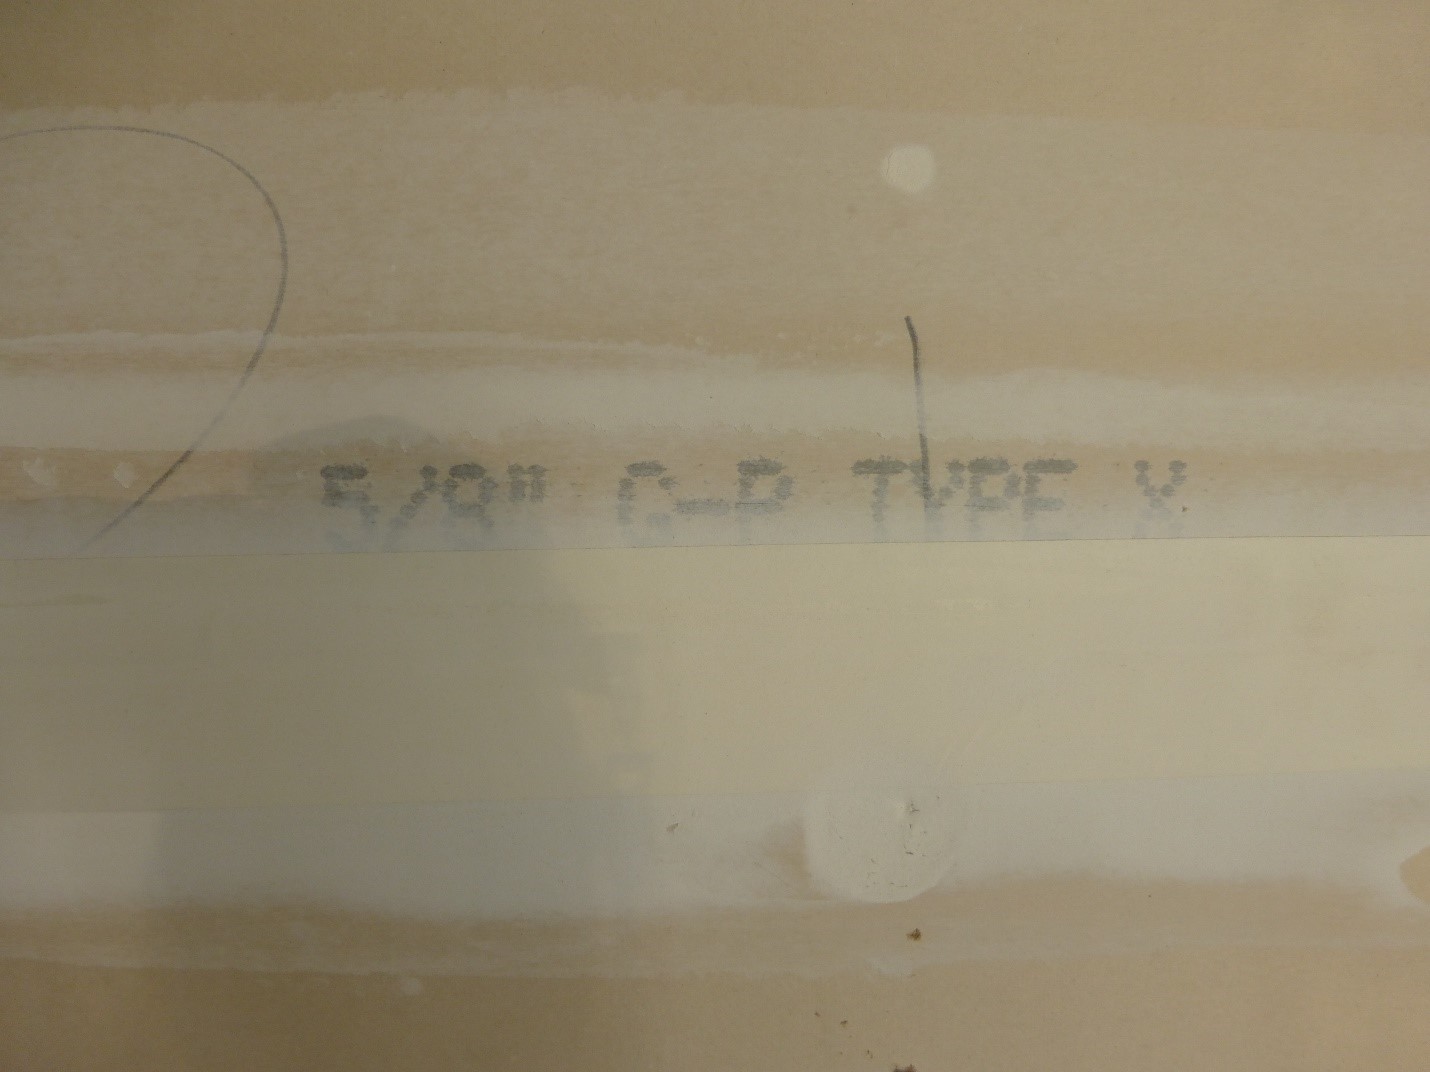 5/8" C-P TYPE X